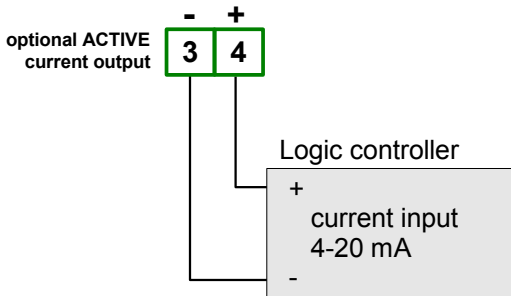 - +
optional ACTIVE
current output
3 4
Logic controller
+
current input
4-20 mA
-